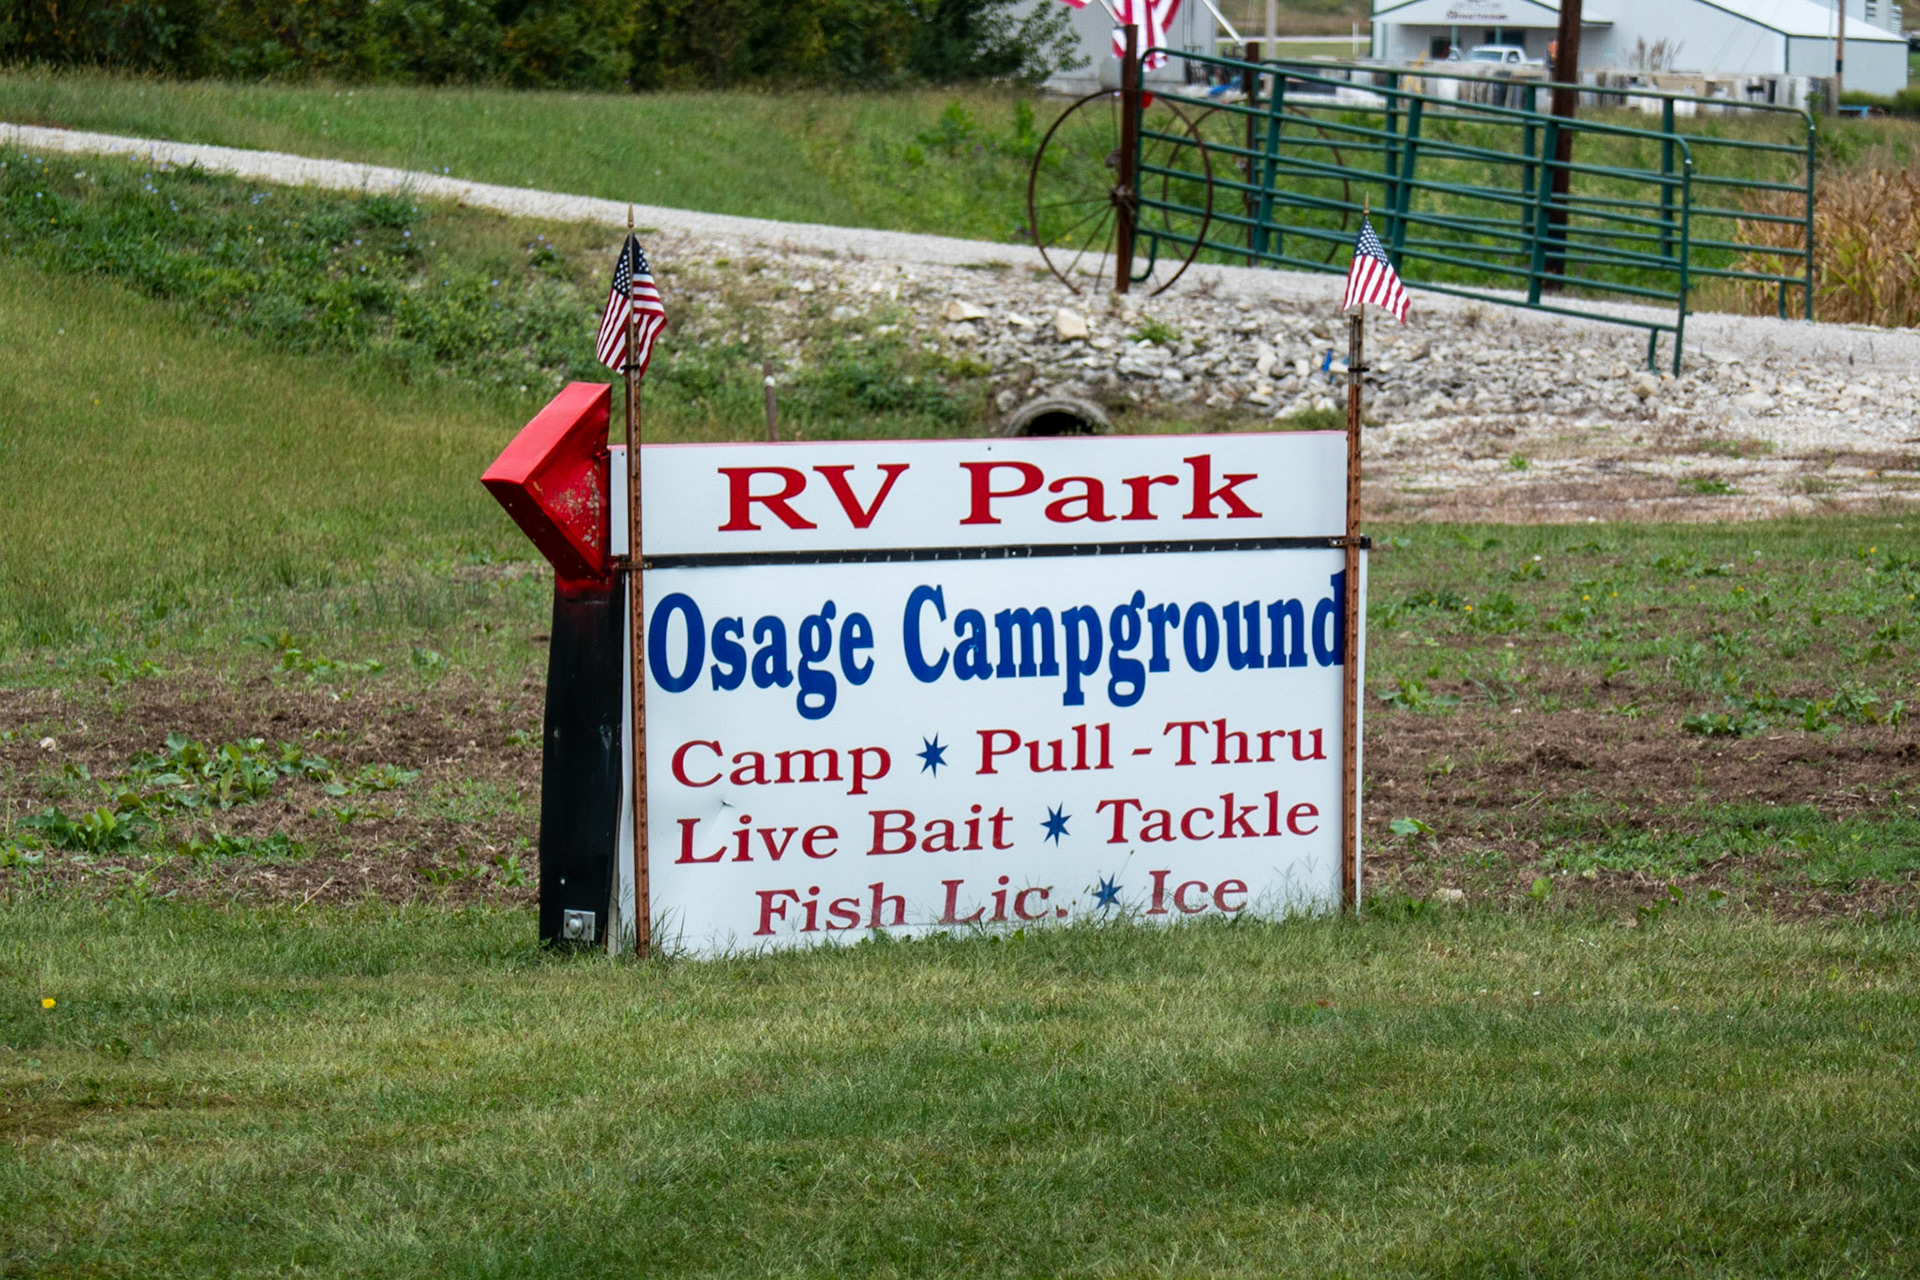 RV Park
Osage Campground
Camp * Pull-Thru
Live Bait * Tackle
Fish Lic. * Ice